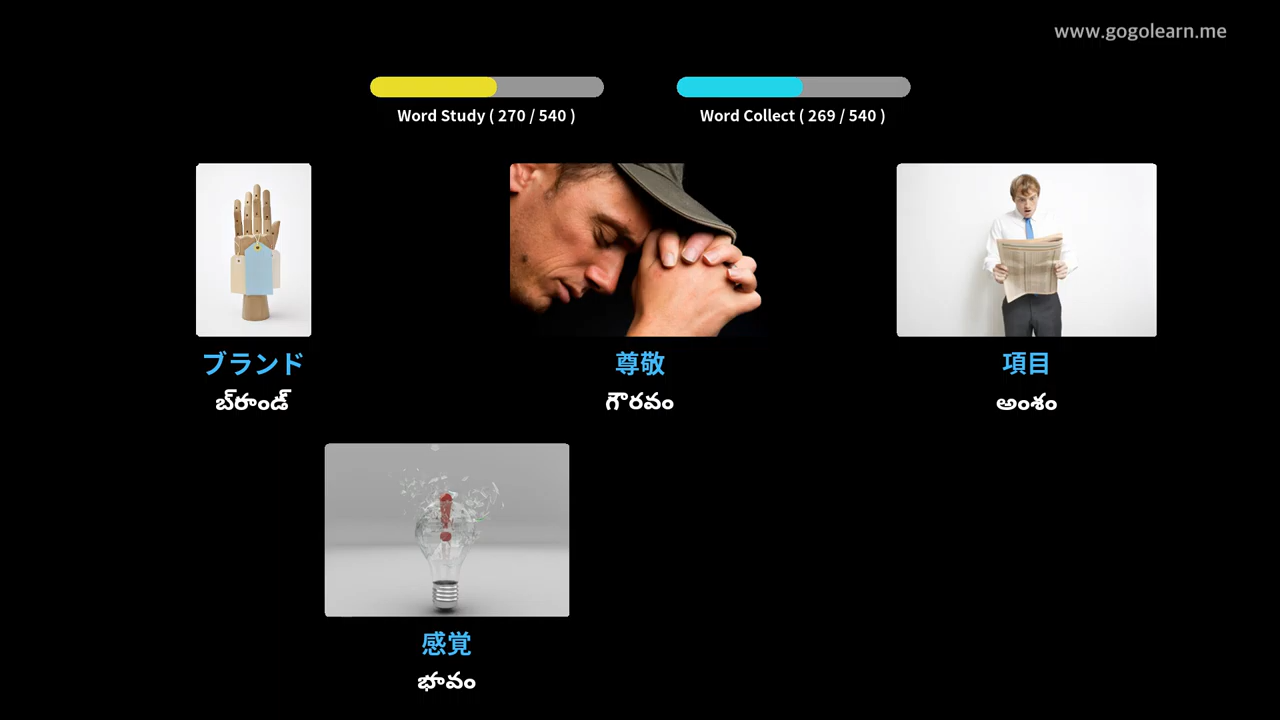 www.gogolearn.me
Word Study ( 270 / 540 )
Word Collect ( 269 / 540 )
ブランド
బ్‌రాండ్
尊敬
గౌరవం
項目
అంశం
感覚
భావం